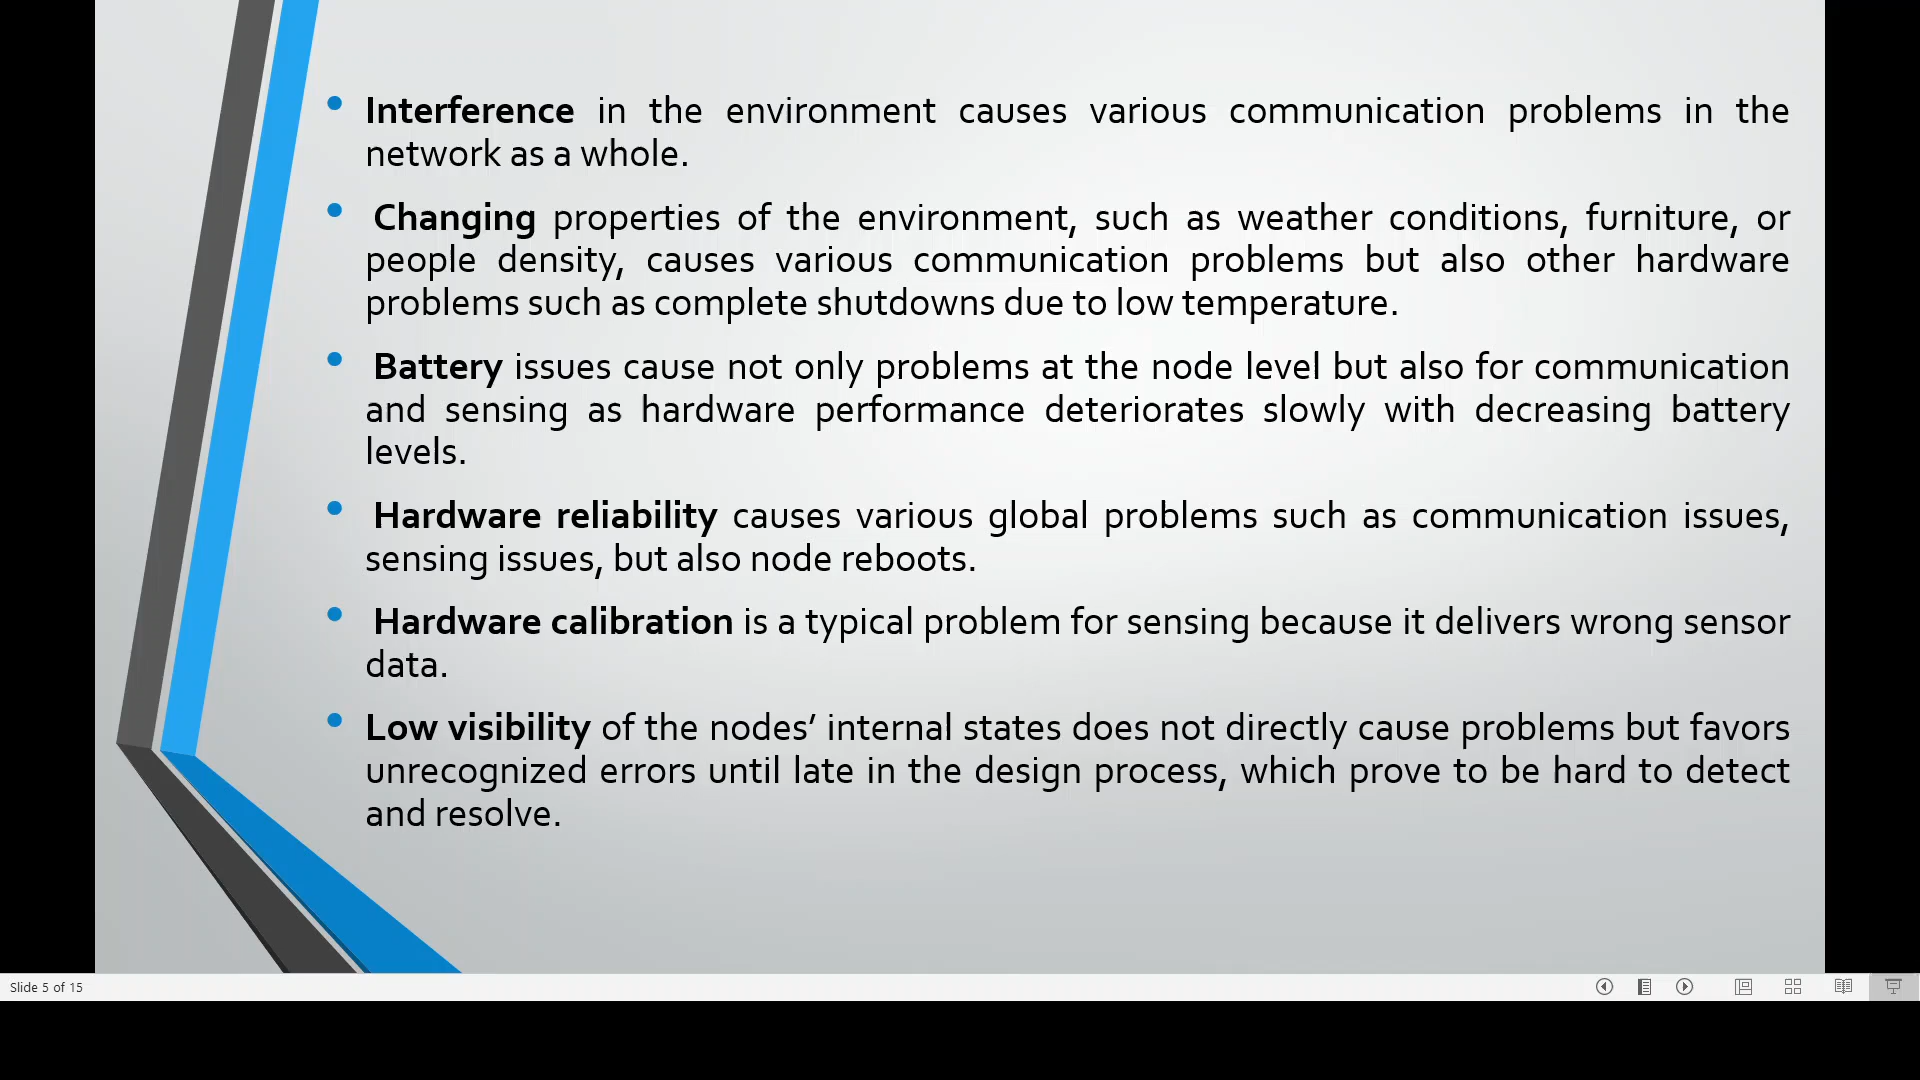 • Interference in the environment causes various communication problems in the
network as a whole.
• Changing properties of the environment, such as weather conditions, furniture, or
people density, causes various communication problems but also other hardware
problems such as complete shutdowns due to low temperature.
• Battery issues cause not only problems at the node level but also for communication
and sensing as hardware performance deteriorates slowly with decreasing battery
levels.
• Hardware reliability causes various global problems such as communication issues,
sensing issues, but also node reboots.
• Hardware calibration is a typical problem for sensing because it delivers wrong sensor
data.
• Low visibility of the nodes’ internal states does not directly cause problems but favors
unrecognized errors until late in the design process, which prove to be hard to detect
and resolve.
Slide 5 of 15